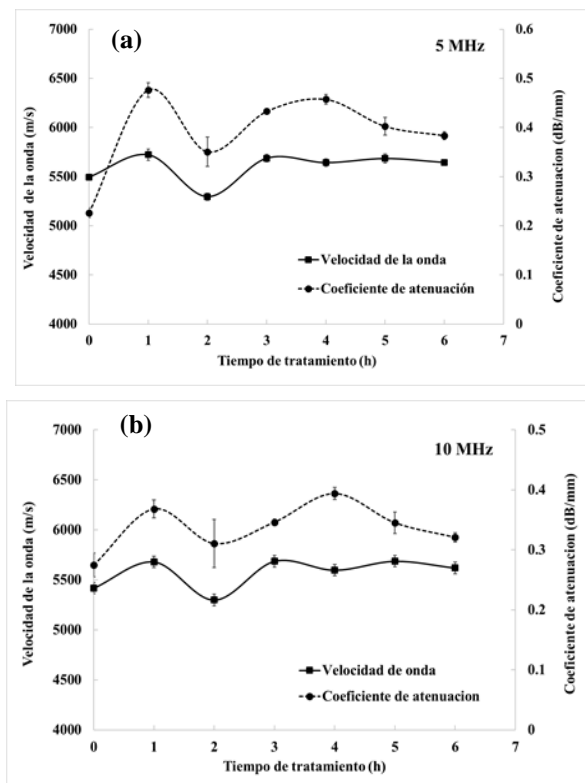 (a)
5 MHz
7000
6500
6000
5500
5000
4500
4000
Velocidad de la onda (m/s)
0.6
0.5
0.4
0.3
0.2
0.1
0
Coeficiente de atenuacion (dB/mm)
Velocidad de la onda
Coeficiente de atenuación
0 1 2 3 4 5 6 7
Tiempo de tratamiento (h)
(b)
10 MHz
7000
6500
6000
5500
5000
4500
4000
Velocidad de la onda (m/s)
0.5
0.4
0.3
0.2
0.1
0
Coeficiente de atenuación (dB/mm)
Velocidad de onda
Coeficiente de atenuacion
0 1 2 3 4 5 6 7
Tiempo de tratamiento (h)